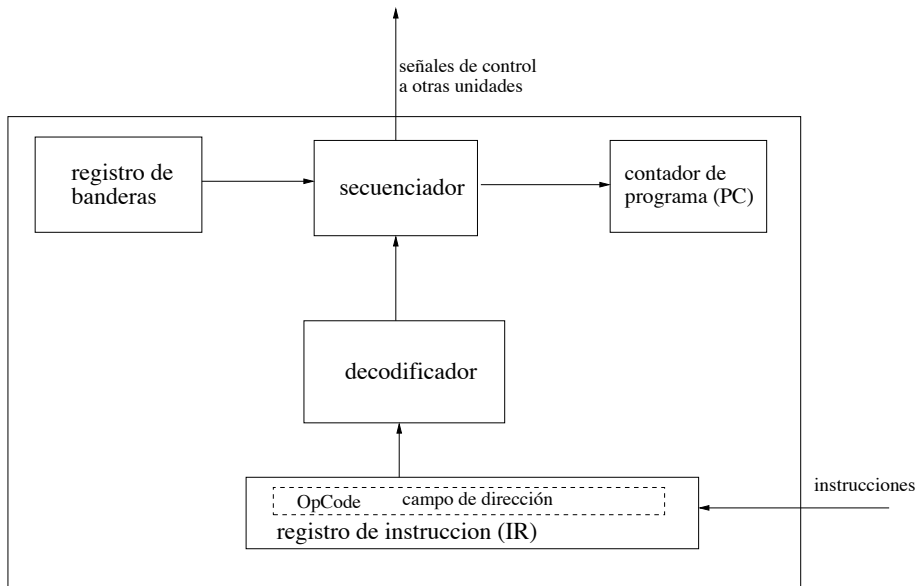 señales de control
a otras unidades
registro de
banderas
secuenciador
contador de
programa (PC)
decodificador
instrucciones
OpCode campo de dirección
registro de instruccion (IR)